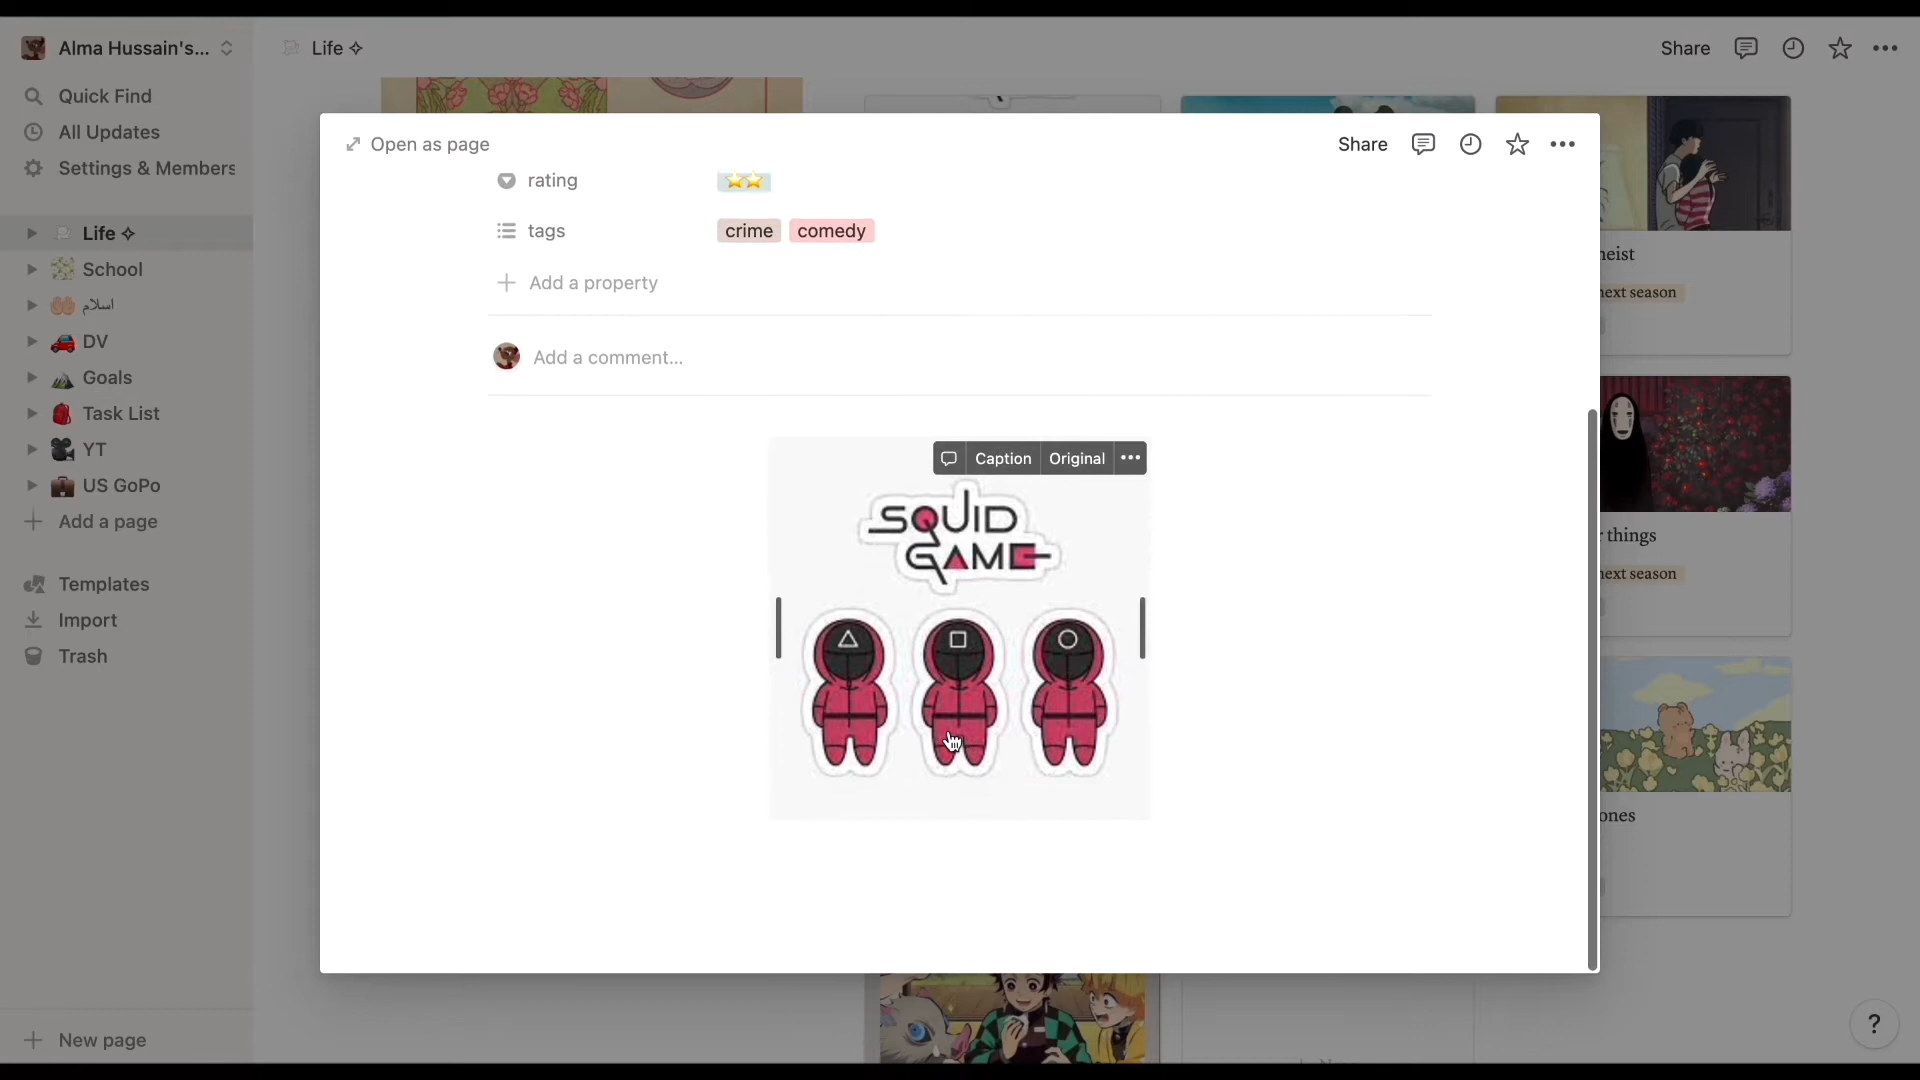 Alma Hussain's...
Life ✧
Share
Quick Find
All Updates
Settings & Members
Life ✧
School
اسلام
DV
Goals
Task List
YT
US GoPo
Add a page
Templates
Import
Trash
New page
Open as page
Share
rating
tags
crime
comedy
Add a property
Add a comment...
Caption
Original
SQUID
GAME
heist
next season
things
next season
ones
?